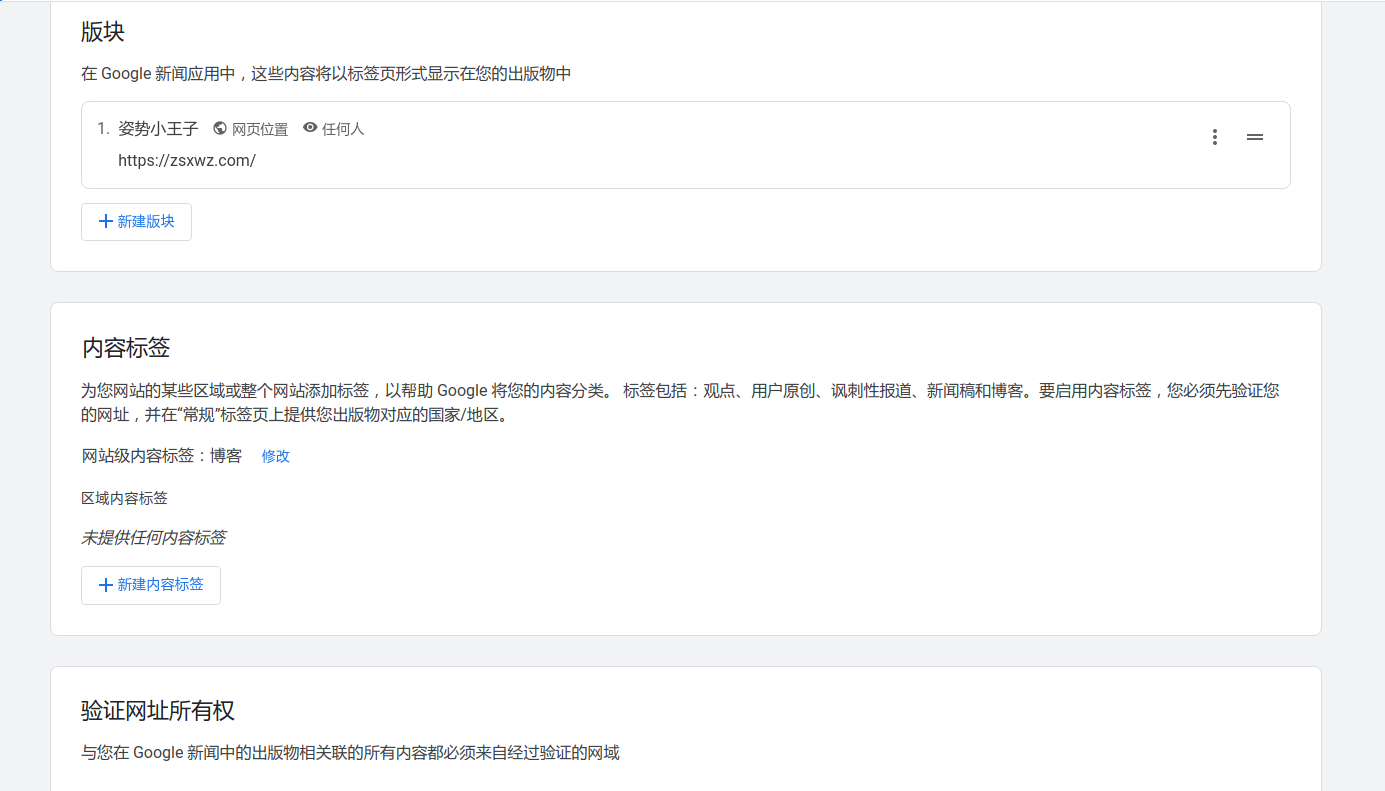 版块
在 Google 新闻应用中，这些内容将以标签页形式显示在您的出版物中
1. 姿势小王子 网页位置 任何人
https://zsxwz.com/
新建版块
内容标签
为您网站的某些区域或整个网站添加标签，以帮助 Google 将您的内容分类。 标签包括：观点、用户原创、讽刺性报道、新闻稿和博客。要启用内容标签，您必须先验证您
的网址，并在“常规”标签页上提供您出版物对应的国家/地区。
网站级内容标签：博客 修改
区域内容标签
未提供任何内容标签
新建内容标签
验证网址所有权
与您在 Google 新闻中的出版物相关联的所有内容都必须来自经过验证的网域